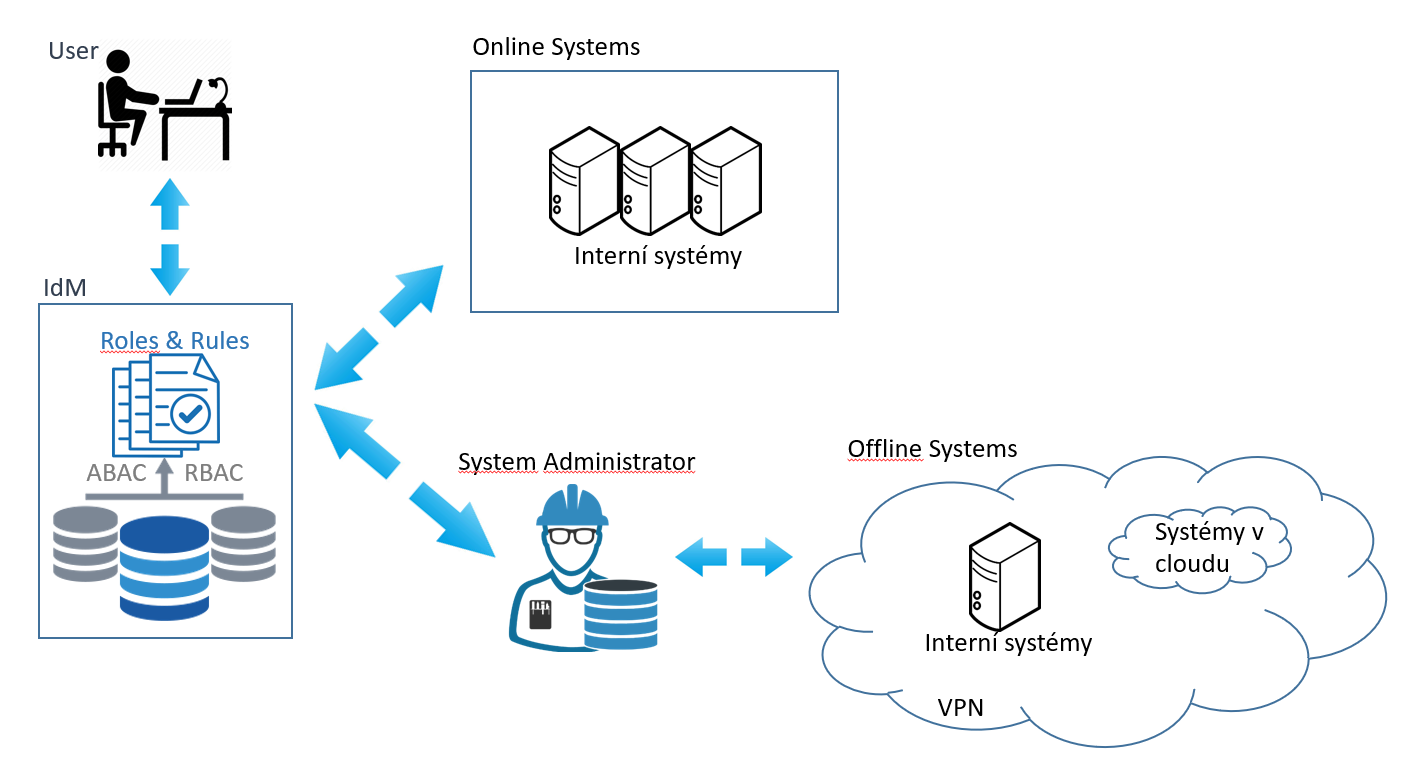 User
Online Systems
Interní systémy
IdM
Roles & Rules
ABAC
RBAC
System Administrator
Offline Systems
Systémy v
cloudu
Interní systémy
VPN